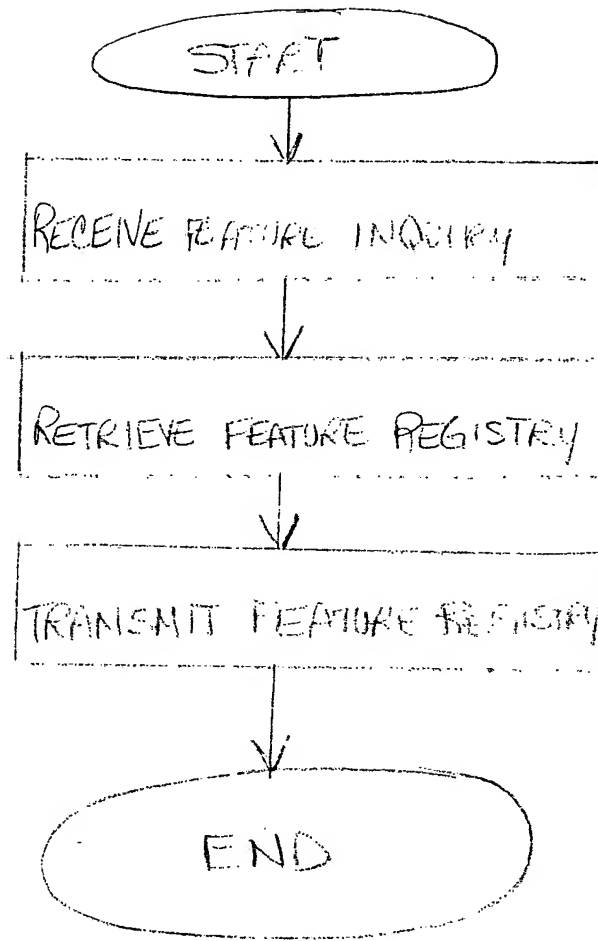 START
RECEIVE FEATURE INQUIRY
RETRIEVE FEATURE REGISTRY
TRANSMIT FEATURE REGISTRY
END